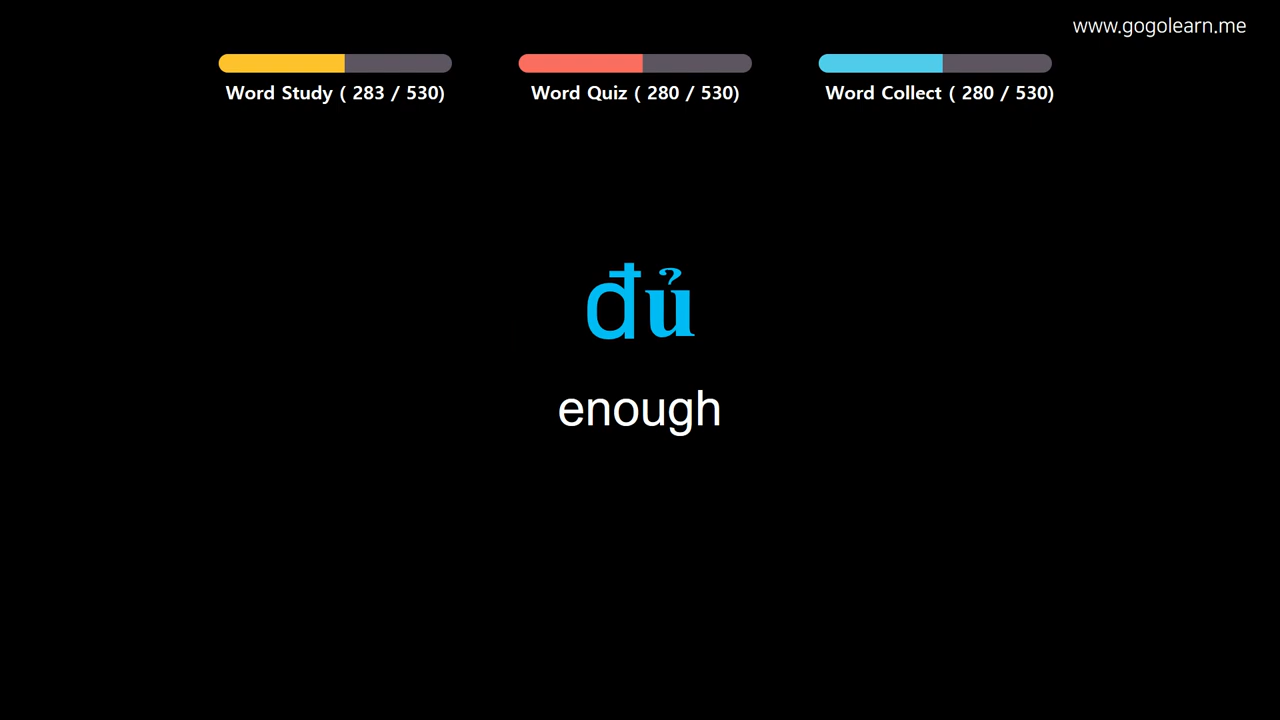 www.gogolearn.me
Word Study ( 283 / 530)
Word Quiz ( 280 / 530)
Word Collect ( 280 / 530)
đủ
enough